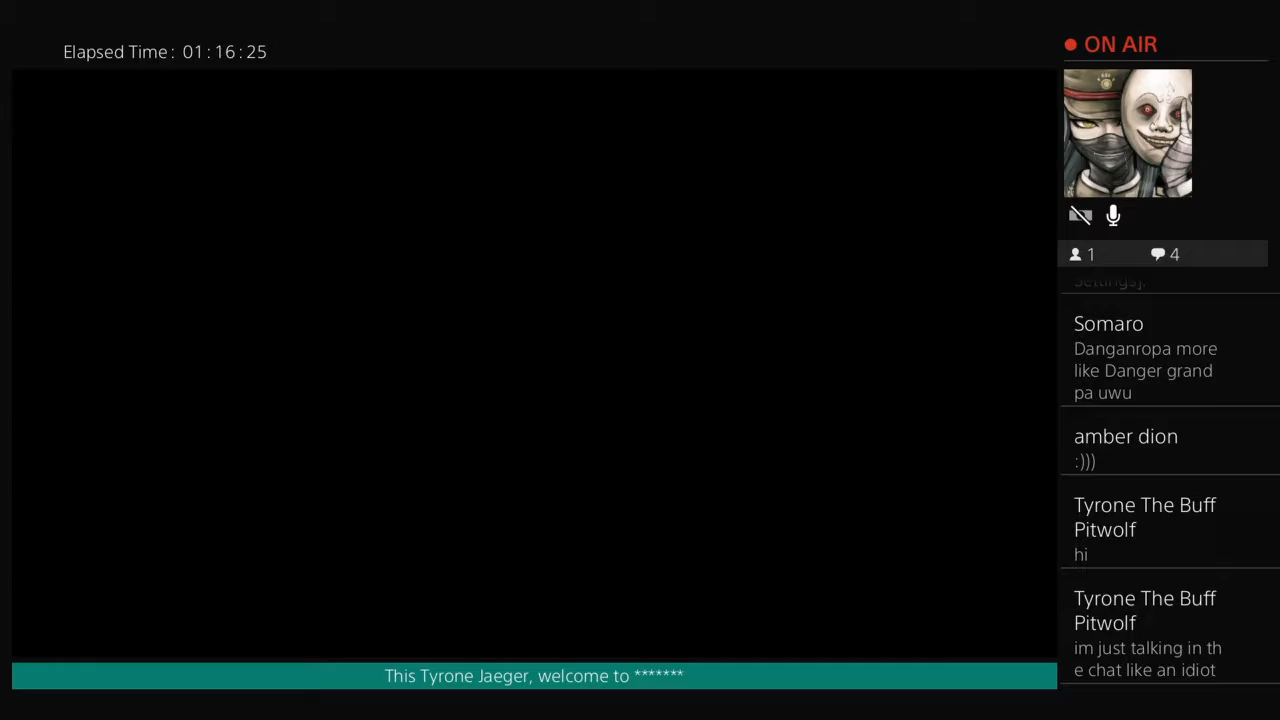 Elapsed Time: 01:16:25
ON AIR
1
4
Settings].
Somaro
Danganropa more
like Danger grand
pa uwu
amber dion
:)))
Tyrone The Buff
Pitwolf
hi
Tyrone The Buff
Pitwolf
im just talking in th
e chat like an idiot
This Tyrone Jaeger, welcome to *******